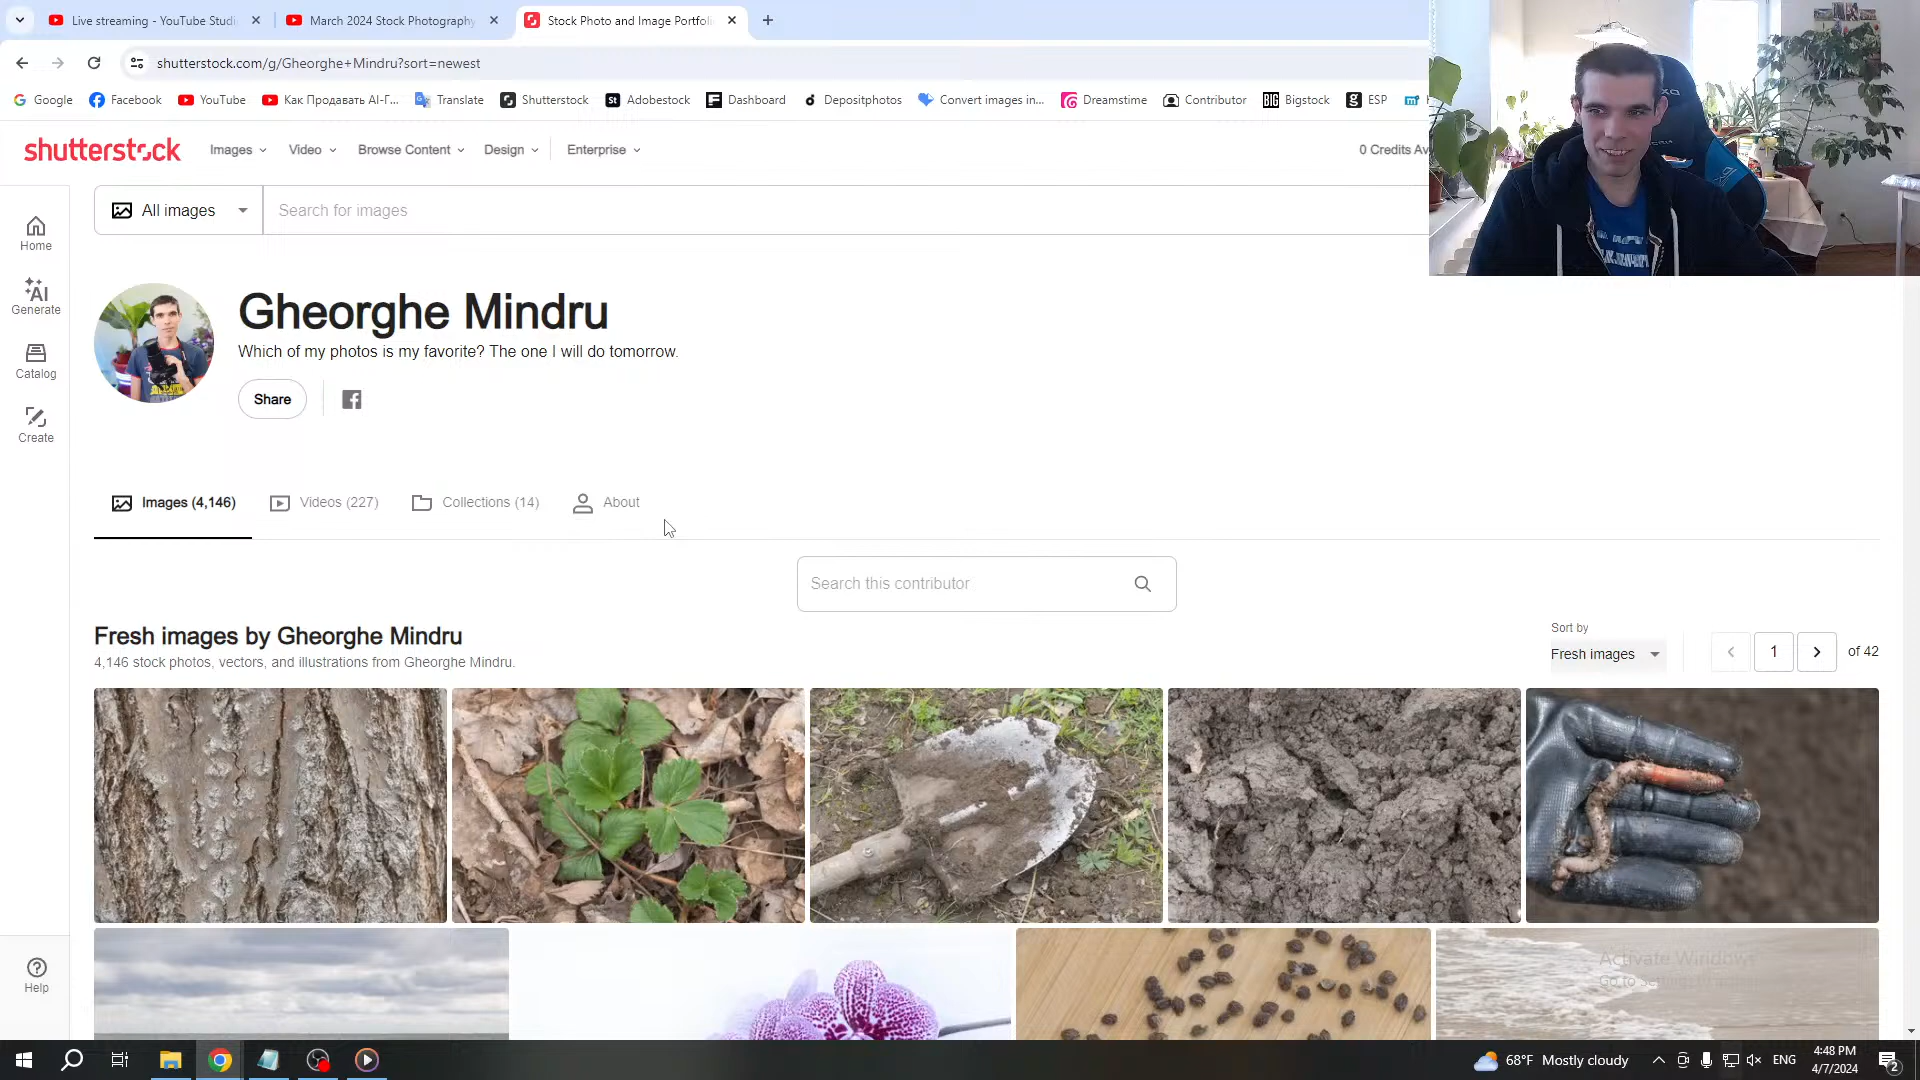 Live streaming - YouTube Studi
March 2024 Stock Photography
Stock Photo and Image Portfoli
shutterstock.com/g/Gheorghe+Mindru?sort=newest
Google
Facebook
YouTube
Как Продавать AI-Г...
Translate
Shutterstock
Adobestock
Dashboard
Depositphotos
Convert images in...
Dreamstime
Contributor
Bigstock
ESP
shutterstock
Images
Video
Browse Content
Design
Enterprise
0 Credits Av
All images
Search for images
Home
AI
Generate
Catalog
Create
Help
Gheorghe Mindru
Which of my photos is my favorite? The one I will do tomorrow.
Share
Images (4,146)
Videos (227)
Collections (14)
About
Search this contributor
Fresh images by Gheorghe Mindru
4,146 stock photos, vectors, and illustrations from Gheorghe Mindru.
Sort by
Fresh images
1
of 42
Activate Windows
68°F Mostly cloudy
ENG
4:48 PM
4/7/2024
2